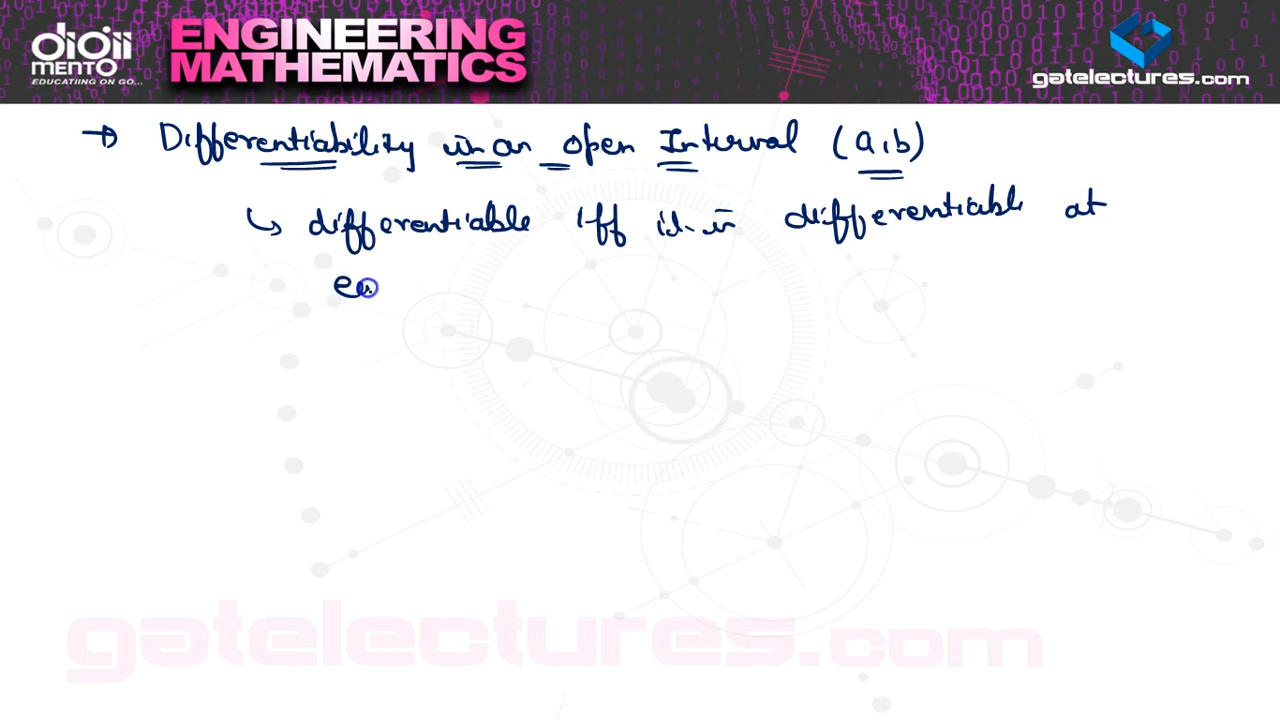 digii
MENTO
EDUCATIING ON GO...
ENGINEERING
MATHEMATICS
gatelectures.com
→ Differentiability in an open Interval (a,b)
↳ differentiable iff it is differentiable at
ea
gatelectures.com